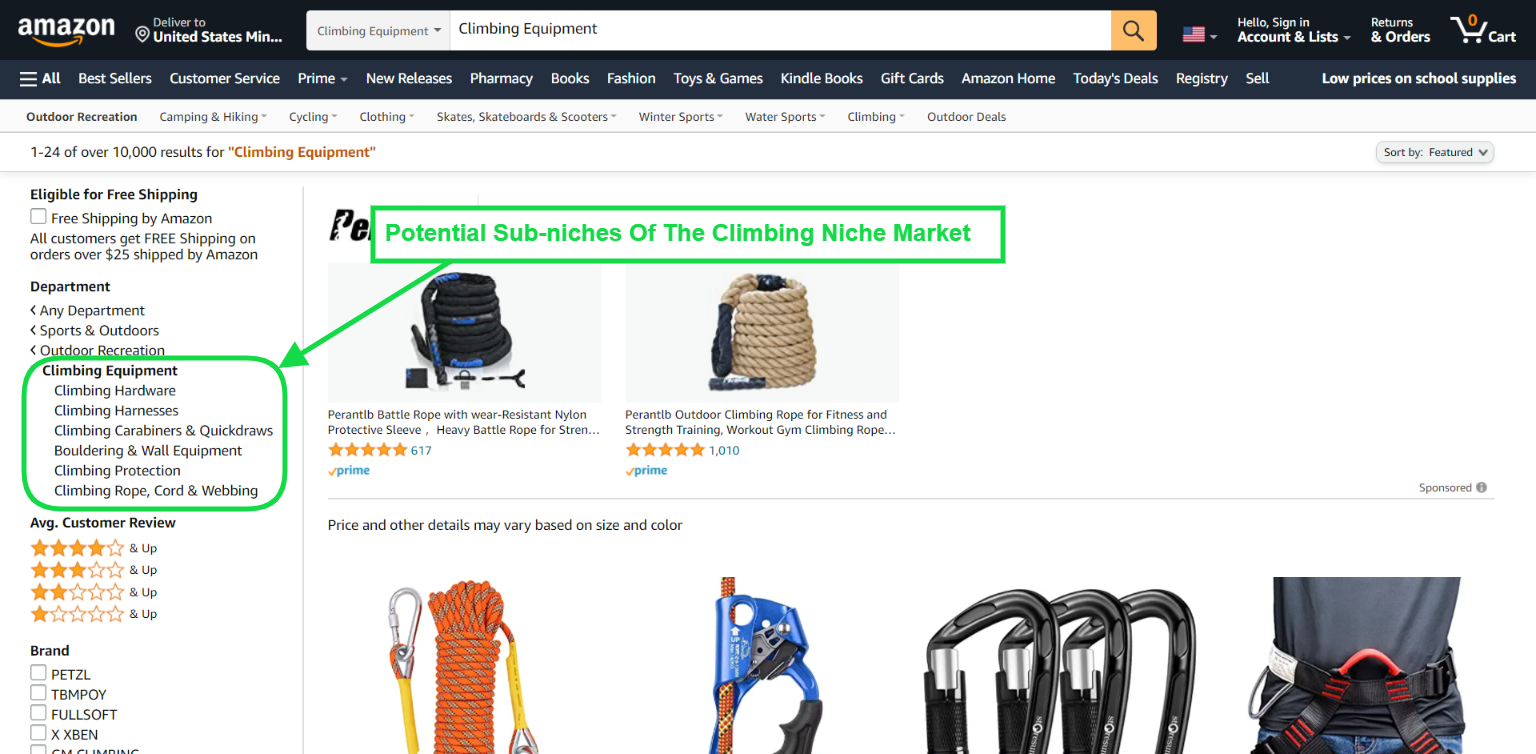 amazon
Deliver to
United States Min...
Climbing Equipment
Climbing Equipment
Hello, Sign in
Account & Lists
Returns
& Orders
0
Cart
All
Best Sellers
Customer Service
Prime
New Releases
Pharmacy
Books
Fashion
Toys & Games
Kindle Books
Gift Cards
Amazon Home
Today's Deals
Registry
Sell
Low prices on school supplies
Outdoor Recreation
Camping & Hiking
Cycling
Clothing
Skates, Skateboards & Scooters
Winter Sports
Water Sports
Climbing
Outdoor Deals
1-24 of over 10,000 results for "Climbing Equipment"
Sort by: Featured
Eligible for Free Shipping
Free Shipping by Amazon
All customers get FREE Shipping on
orders over $25 shipped by Amazon
Department
Any Department
Sports & Outdoors
Outdoor Recreation
Climbing Equipment
Climbing Hardware
Climbing Harnesses
Climbing Carabiners & Quickdraws
Bouldering & Wall Equipment
Climbing Protection
Climbing Rope, Cord & Webbing
Avg. Customer Review
& Up
& Up
& Up
& Up
Brand
PETZL
TBMPOY
FULLSOFT
X XBEN
GM CLIMBING
Potential Sub-niches Of The Climbing Niche Market
Perantlb Battle Rope with wear-Resistant Nylon
Protective Sleeve , Heavy Battle Rope for Stren...
617
prime
Perantlb Outdoor Climbing Rope for Fitness and
Strength Training, Workout Gym Climbing Rope...
1,010
prime
Sponsored
Price and other details may vary based on size and color
UP